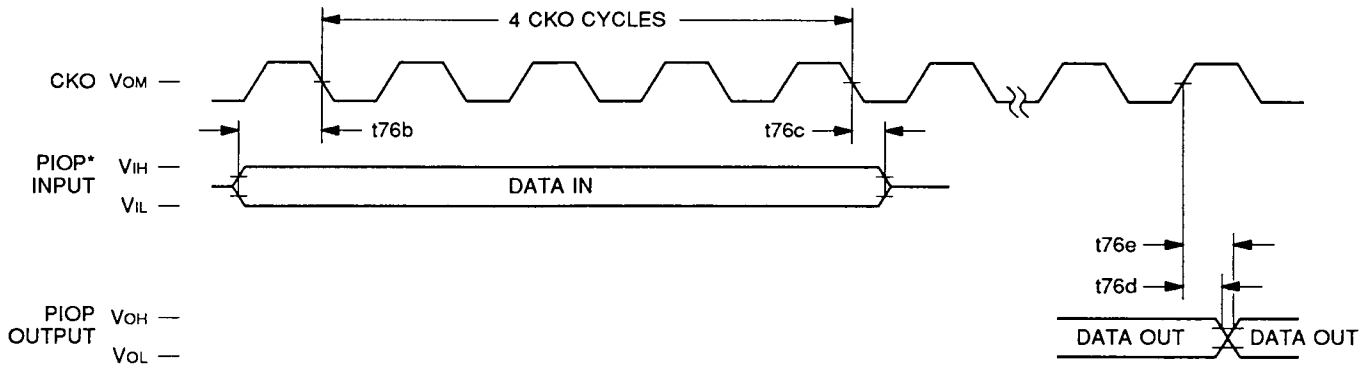 4 CKO CYCLES
CKO VOM
t76b
t76c
PIOP*
INPUT
VIH
DATA IN
VIL
t76e
t76d
PIOP
OUTPUT
VOH
DATA OUT
DATA OUT
VOL